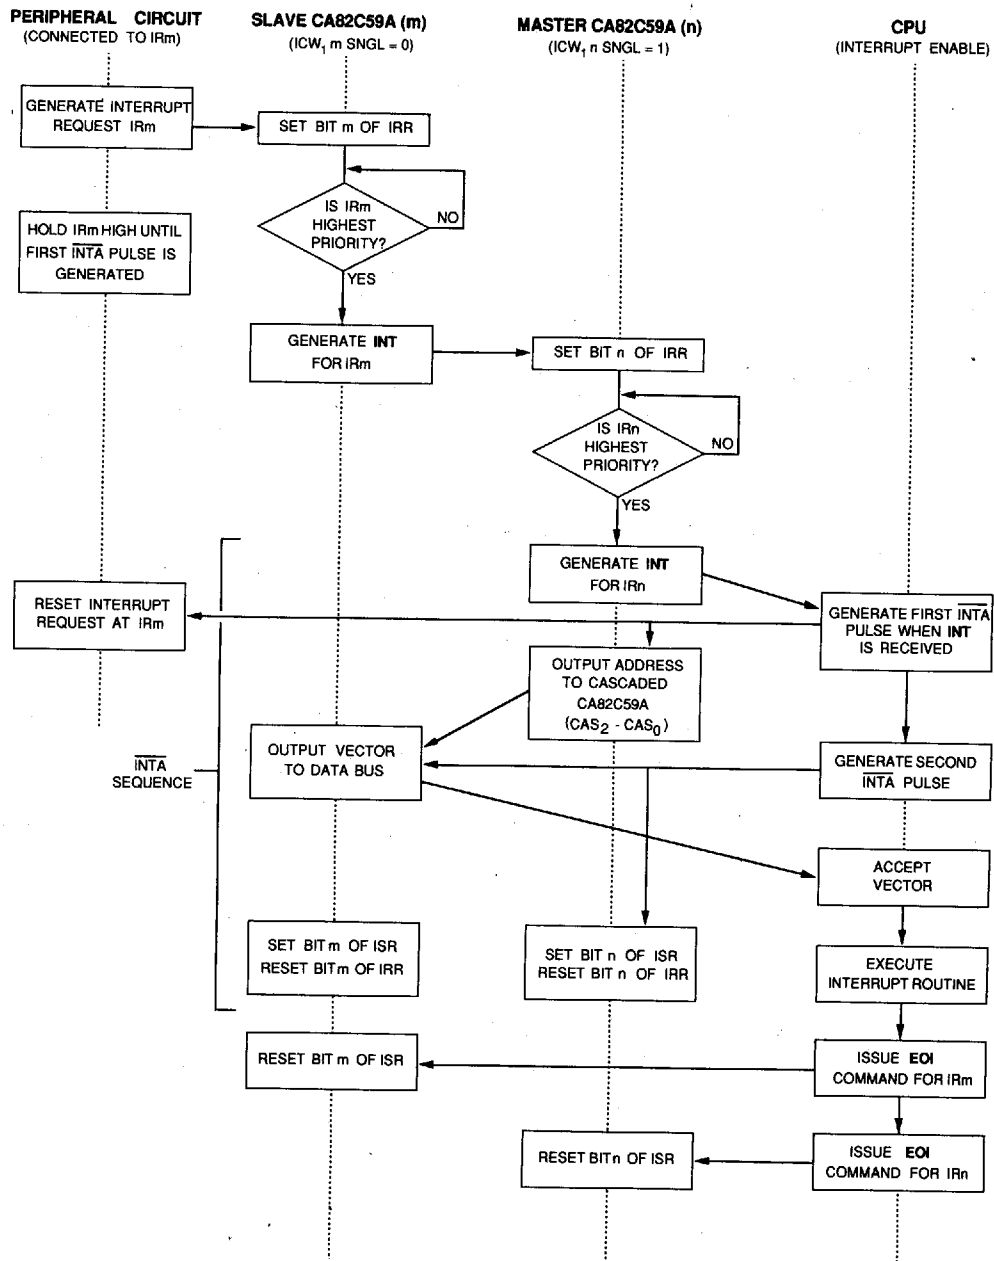 PERIPHERAL CIRCUIT
(CONNECTED TO IRm)
SLAVE CA82C59A (m)
(ICW1 m SNGL = 0)
MASTER CA82C59A (n)
(ICW1 n SNGL = 1)
CPU
(INTERRUPT ENABLE)
GENERATE INTERRUPT
REQUEST IRm
SET BIT m OF IRR
IS IRm
HIGHEST
PRIORITY?
NO
YES
HOLD IRm HIGH UNTIL
FIRST INTA PULSE IS
GENERATED
GENERATE INT
FOR IRm
SET BIT n OF IRR
IS IRn
HIGHEST
PRIORITY?
NO
YES
GENERATE INT
FOR IRn
RESET INTERRUPT
REQUEST AT IRm
GENERATE FIRST INTA
PULSE WHEN INT
IS RECEIVED
OUTPUT ADDRESS
TO CASCADED
CA82C59A
(CAS2 - CAS0)
INTA
SEQUENCE
OUTPUT VECTOR
TO DATA BUS
GENERATE SECOND
INTA PULSE
ACCEPT
VECTOR
SET BIT m OF ISR
RESET BIT m OF IRR
SET BIT n OF ISR
RESET BIT n OF IRR
EXECUTE
INTERRUPT ROUTINE
RESET BIT m OF ISR
ISSUE EOI
COMMAND FOR IRm
RESET BIT n OF ISR
ISSUE EOI
COMMAND FOR IRn